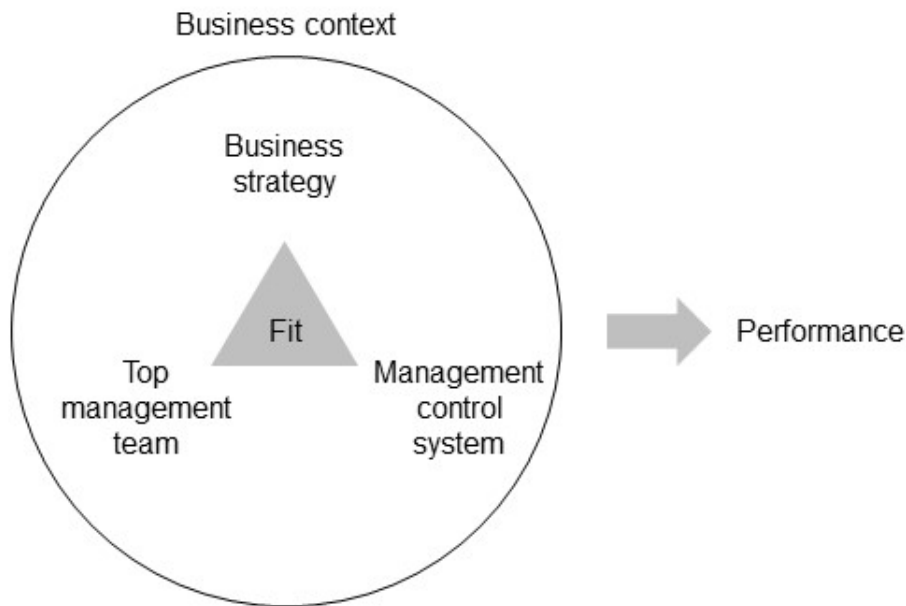 Business context
Business
strategy
Fit
Performance
Top
management
team
Management
control
system